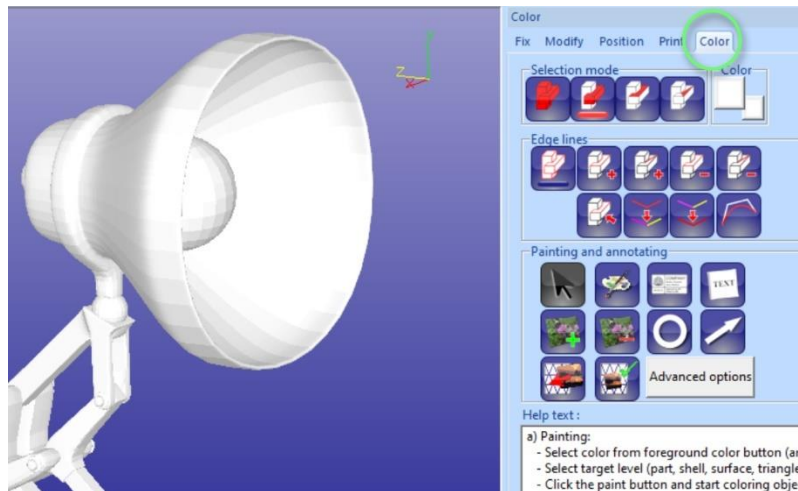 Color
Fix Modify Position Print Color
Selection mode
Color
Edge lines
Painting and annotating
TEXT
Advanced options
Help text :
a) Painting:
- Select color from foreground color button (
- Select target level (part, shell, surface, triangle
- Click the paint button and start coloring